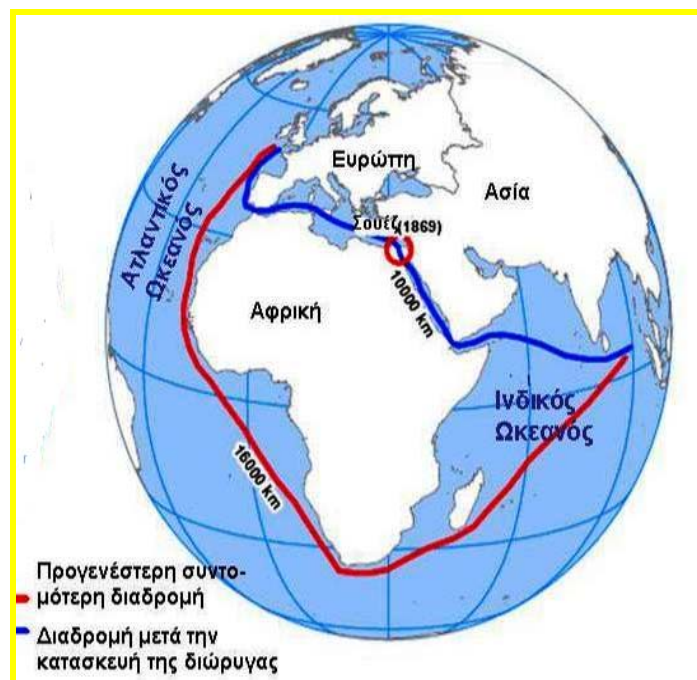 Ευρώπη
Ασία
Ατλαντικός
Ωκεανός
Σουέζ(1869)
10000 km
Αφρική
Ινδικός
Ωκεανός
16000 km
Προγενέστερη συντο-
μότερη διαδρομή
Διαδρομή μετά την
κατασκευή της διώρυγας